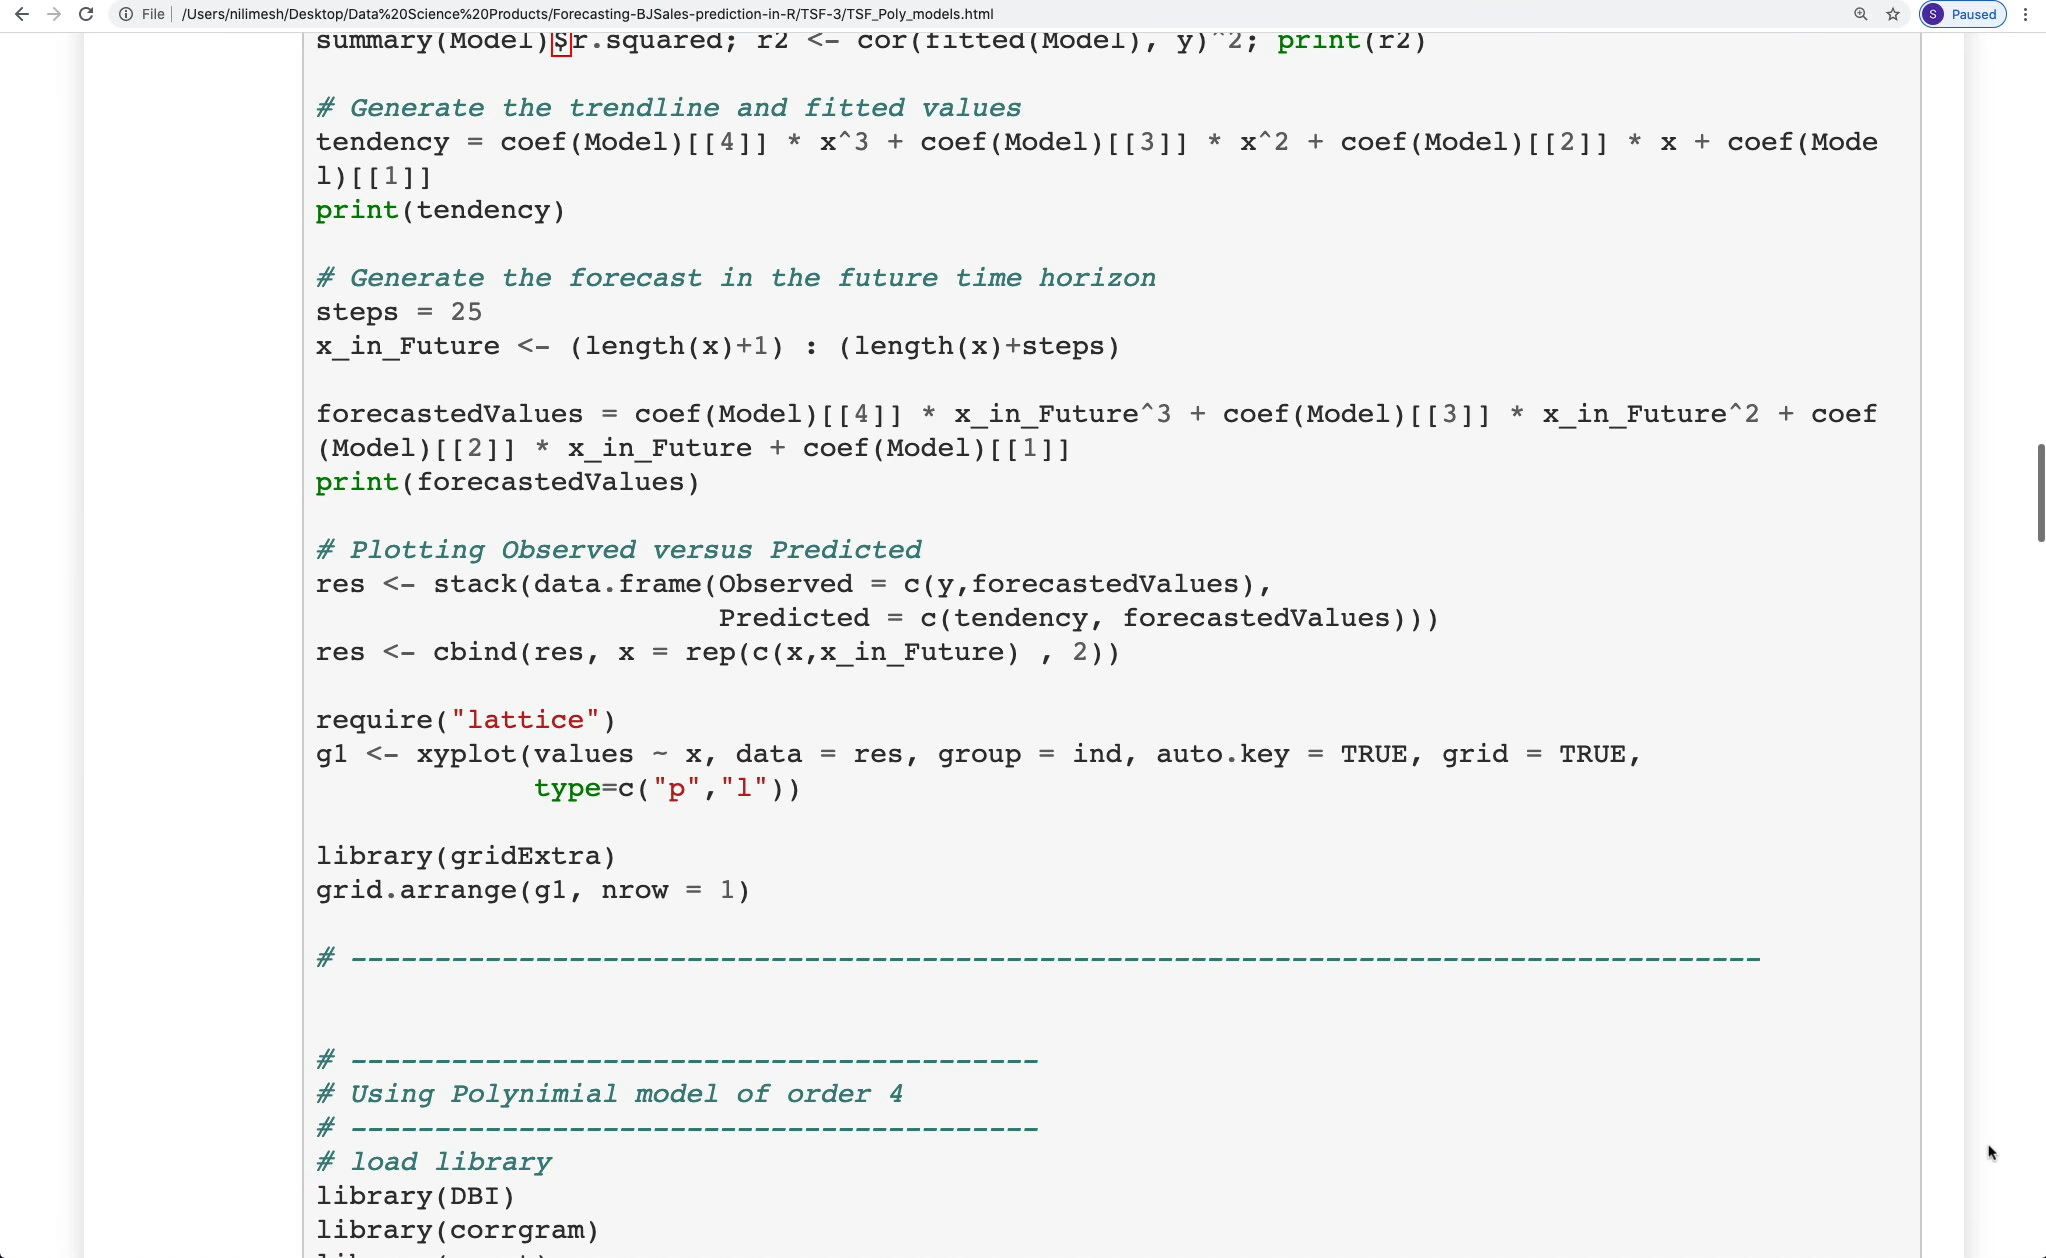 File /Users/nilimesh/Desktop/Data%20Science%20Products/Forecasting-BJSales-prediction-in-R/TSF-3/TSF_Poly_models.html S Paused
summary(Model)$r.squared; r2 <- cor(fitted(Model), y)^2; print(r2)
# Generate the trendline and fitted values
tendency = coef(Model)[[4]] * x^3 + coef(Model)[[3]] * x^2 + coef(Model)[[2]] * x + coef(Mode
l)[[1]]
print(tendency)
# Generate the forecast in the future time horizon
steps = 25
x_in_Future <- (length(x)+1) : (length(x)+steps)
forecastedValues = coef(Model)[[4]] * x_in_Future^3 + coef(Model)[[3]] * x_in_Future^2 + coef
(Model)[[2]] * x_in_Future + coef(Model)[[1]]
print(forecastedValues)
# Plotting Observed versus Predicted
res <- stack(data.frame(Observed = c(y,forecastedValues),
Predicted = c(tendency, forecastedValues)))
res <- cbind(res, x = rep(c(x,x_in_Future) , 2))
require("lattice")
g1 <- xyplot(values ~ x, data = res, group = ind, auto.key = TRUE, grid = TRUE,
type=c("p","l"))
library(gridExtra)
grid.arrange(g1, nrow = 1)
# ------------------------------------------------------------------------------------
# -----------------------------------------
# Using Polynimial model of order 4
# -----------------------------------------
# load library
library(DBI)
library(corrgram)